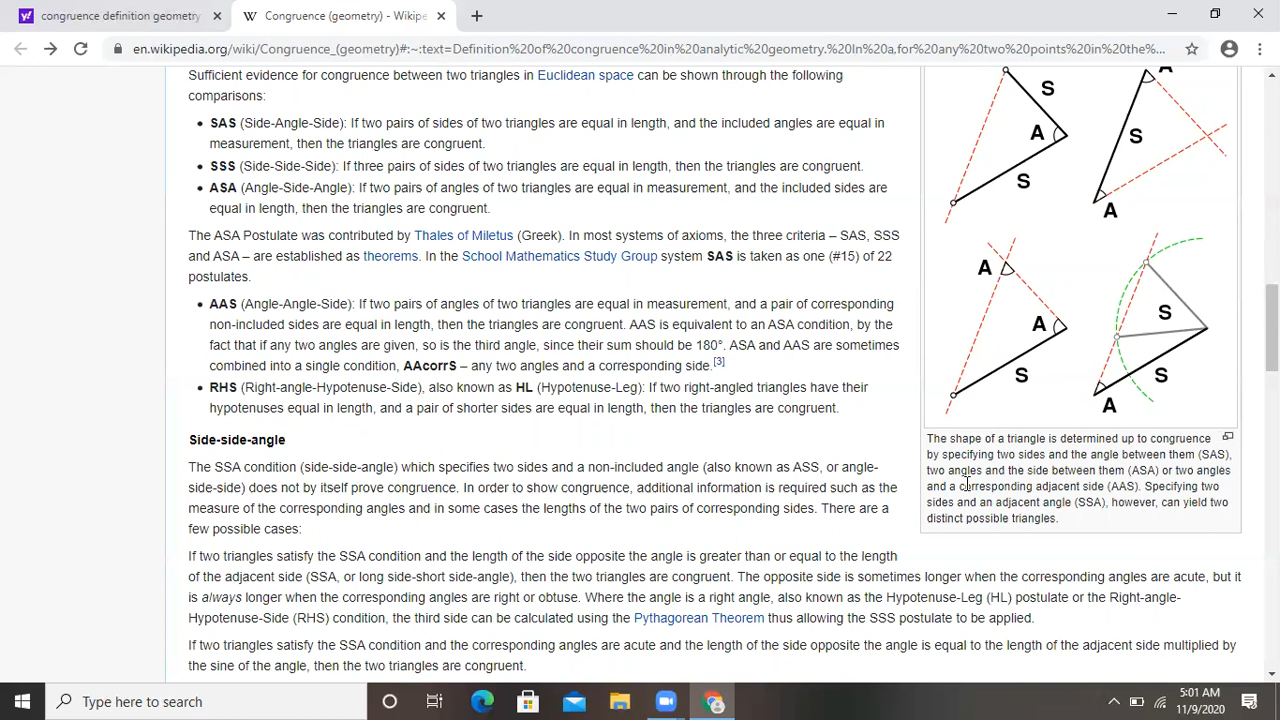 congruence definition geometry
Congruence (geometry) - Wikipe
en.wikipedia.org/wiki/Congruence_(geometry)#:~:text=Definition%20of%20congruence%20in%20analytic%20geometry.%20In%20a,for%20any%20two%20points%20in%20the%...
Sufficient evidence for congruence between two triangles in Euclidean space can be shown through the following
comparisons:
• SAS (Side-Angle-Side): If two pairs of sides of two triangles are equal in length, and the included angles are equal in
measurement, then the triangles are congruent.
• SSS (Side-Side-Side): If three pairs of sides of two triangles are equal in length, then the triangles are congruent.
• ASA (Angle-Side-Angle): If two pairs of angles of two triangles are equal in measurement, and the included sides are
equal in length, then the triangles are congruent.
The ASA Postulate was contributed by Thales of Miletus (Greek). In most systems of axioms, the three criteria – SAS, SSS
and ASA – are established as theorems. In the School Mathematics Study Group system SAS is taken as one (#15) of 22
postulates.
• AAS (Angle-Angle-Side): If two pairs of angles of two triangles are equal in measurement, and a pair of corresponding
non-included sides are equal in length, then the triangles are congruent. AAS is equivalent to an ASA condition, by the
fact that if any two angles are given, so is the third angle, since their sum should be 180°. ASA and AAS are sometimes
combined into a single condition, AAcorrS – any two angles and a corresponding side.[3]
• RHS (Right-angle-Hypotenuse-Side), also known as HL (Hypotenuse-Leg): If two right-angled triangles have their
hypotenuses equal in length, and a pair of shorter sides are equal in length, then the triangles are congruent.
Side-side-angle
The SSA condition (side-side-angle) which specifies two sides and a non-included angle (also known as ASS, or angle-
side-side) does not by itself prove congruence. In order to show congruence, additional information is required such as the
measure of the corresponding angles and in some cases the lengths of the two pairs of corresponding sides. There are a
few possible cases:
If two triangles satisfy the SSA condition and the length of the side opposite the angle is greater than or equal to the length
of the adjacent side (SSA, or long side-short side-angle), then the two triangles are congruent. The opposite side is sometimes longer when the corresponding angles are acute, but it
is always longer when the corresponding angles are right or obtuse. Where the angle is a right angle, also known as the Hypotenuse-Leg (HL) postulate or the Right-angle-
Hypotenuse-Side (RHS) condition, the third side can be calculated using the Pythagorean Theorem thus allowing the SSS postulate to be applied.
If two triangles satisfy the SSA condition and the corresponding angles are acute and the length of the side opposite the angle is equal to the length of the adjacent side multiplied by
the sine of the angle, then the two triangles are congruent.
S A
A S
S A
A
A S
S S
A
The shape of a triangle is determined up to congruence
by specifying two sides and the angle between them (SAS),
two angles and the side between them (ASA) or two angles
and a corresponding adjacent side (AAS). Specifying two
sides and an adjacent angle (SSA), however, can yield two
distinct possible triangles.
Type here to search
5:01 AM
11/9/2020